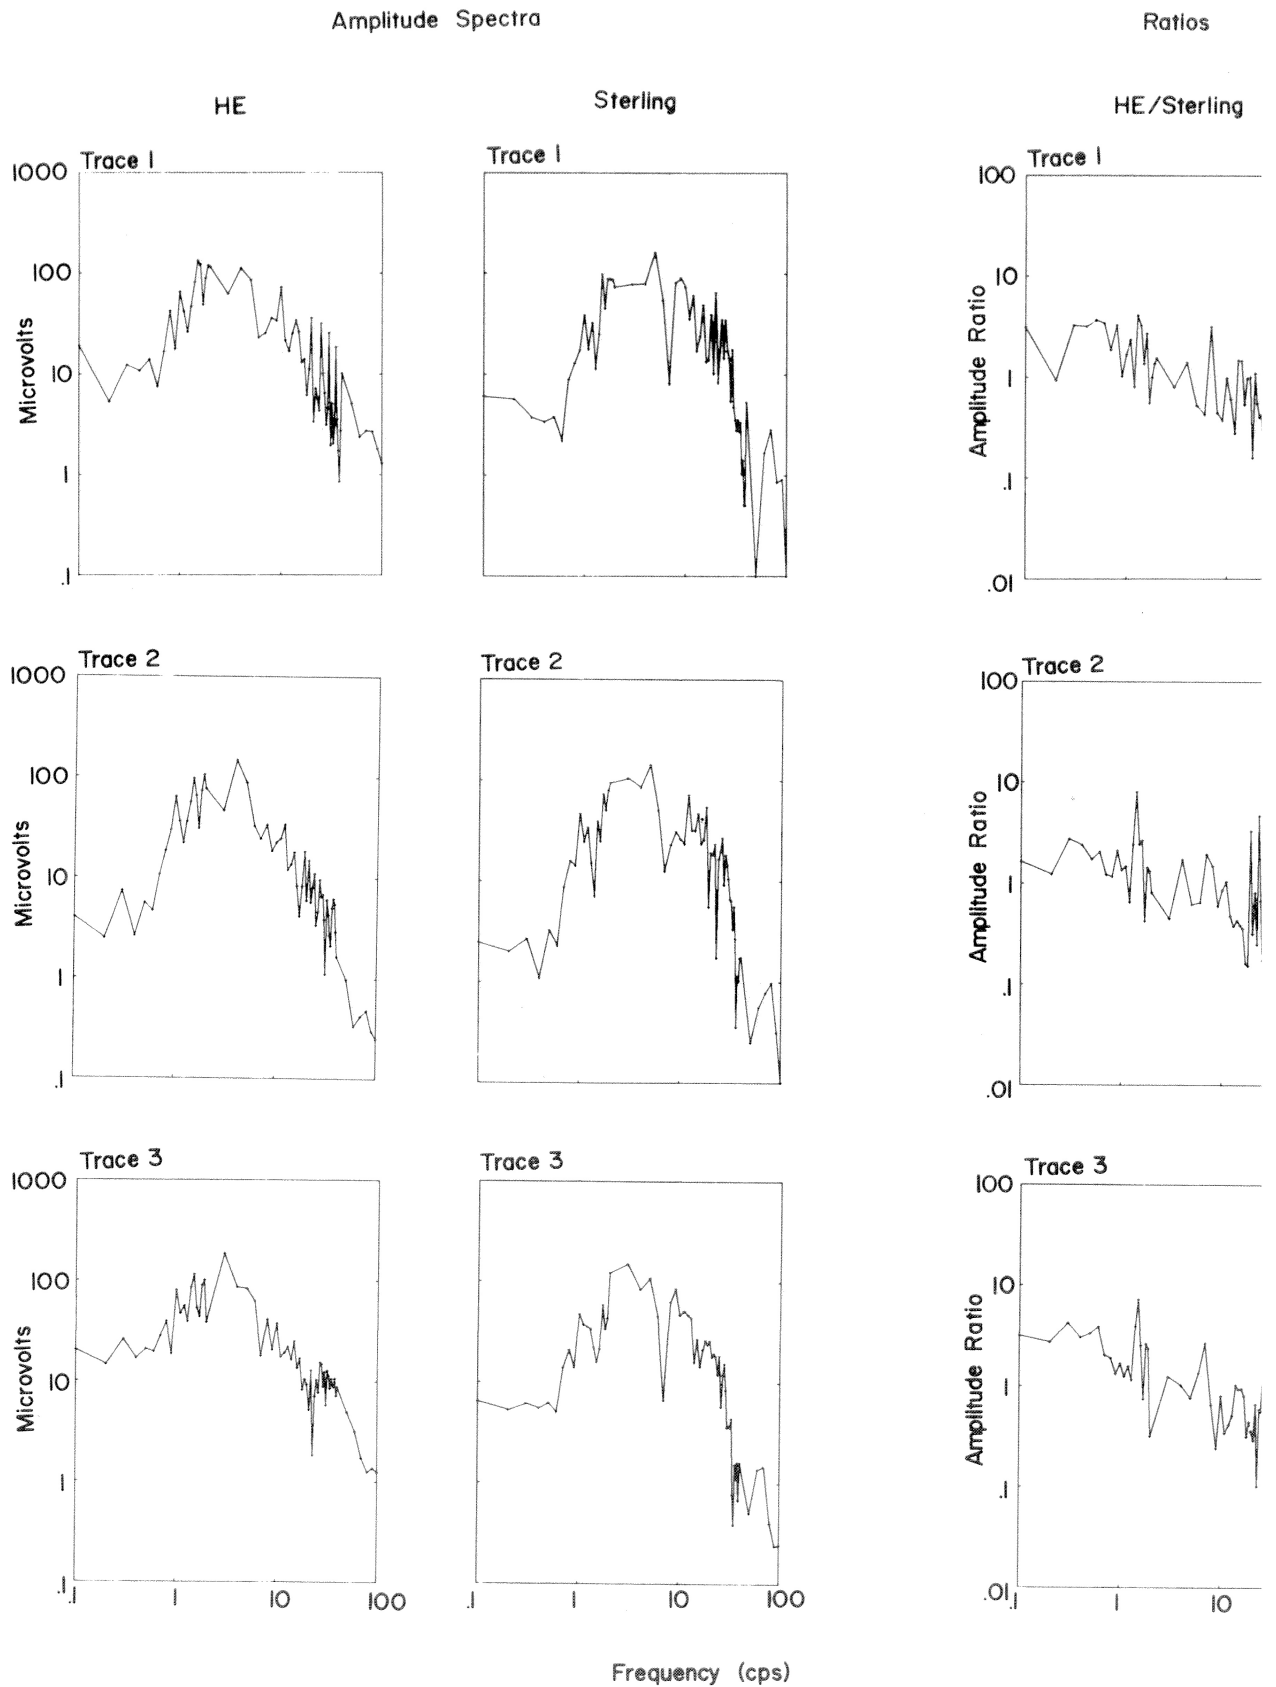 Amplitude Spectra Ratios
HE Sterling HE/Sterling
Trace 1 Trace 1 Trace 1
1000
100
10
1
.1
Microvolts
100
10
1
.1
.01
Amplitude Ratio
Trace 2 Trace 2 Trace 2
1000
100
10
1
.1
Microvolts
100
10
1
.1
.01
Amplitude Ratio
Trace 3 Trace 3 Trace 3
1000
100
10
1
.1
Microvolts
100
10
1
.1
.01
Amplitude Ratio
.1 1 10 100 .1 1 10 100 .1 1 10
Frequency (cps)